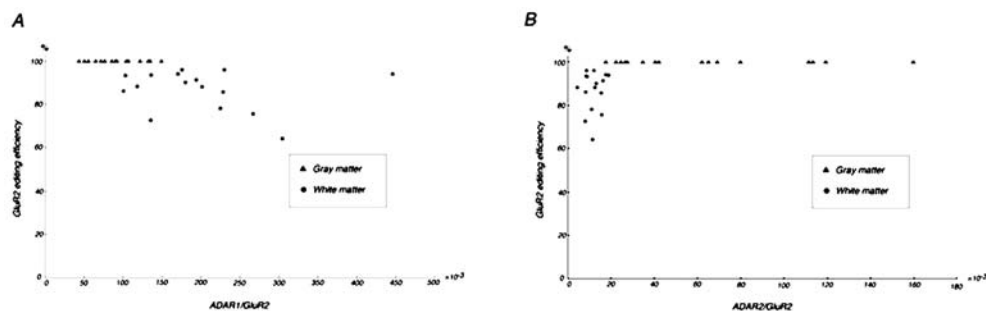 A
GluR2 editing efficiency
100
80
60
40
20
0
0 50 100 150 200 250 300 350 400 450 500
×10⁻³
ADAR1/GluR2
Gray matter
White matter
B
GluR2 editing efficiency
100
80
60
40
20
0
0 20 40 60 80 100 120 140 160 180
×10⁻³
ADAR2/GluR2
Gray matter
White matter